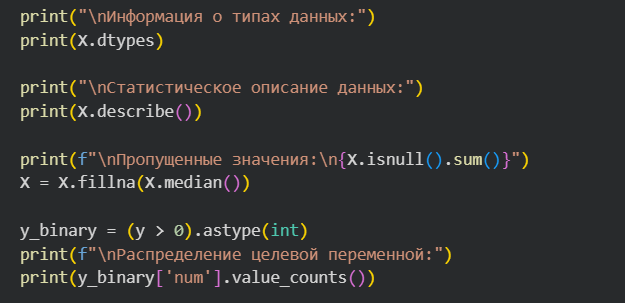 print("\nИнформация о типах данных:")
print(X.dtypes)
print("\nСтатистическое описание данных:")
print(X.describe())
print(f"\nПропущенные значения:\n{X.isnull().sum()}")
X = X.fillna(X.median())
y_binary = (y > 0).astype(int)
print(f"\nРаспределение целевой переменной:")
print(y_binary['num'].value_counts())